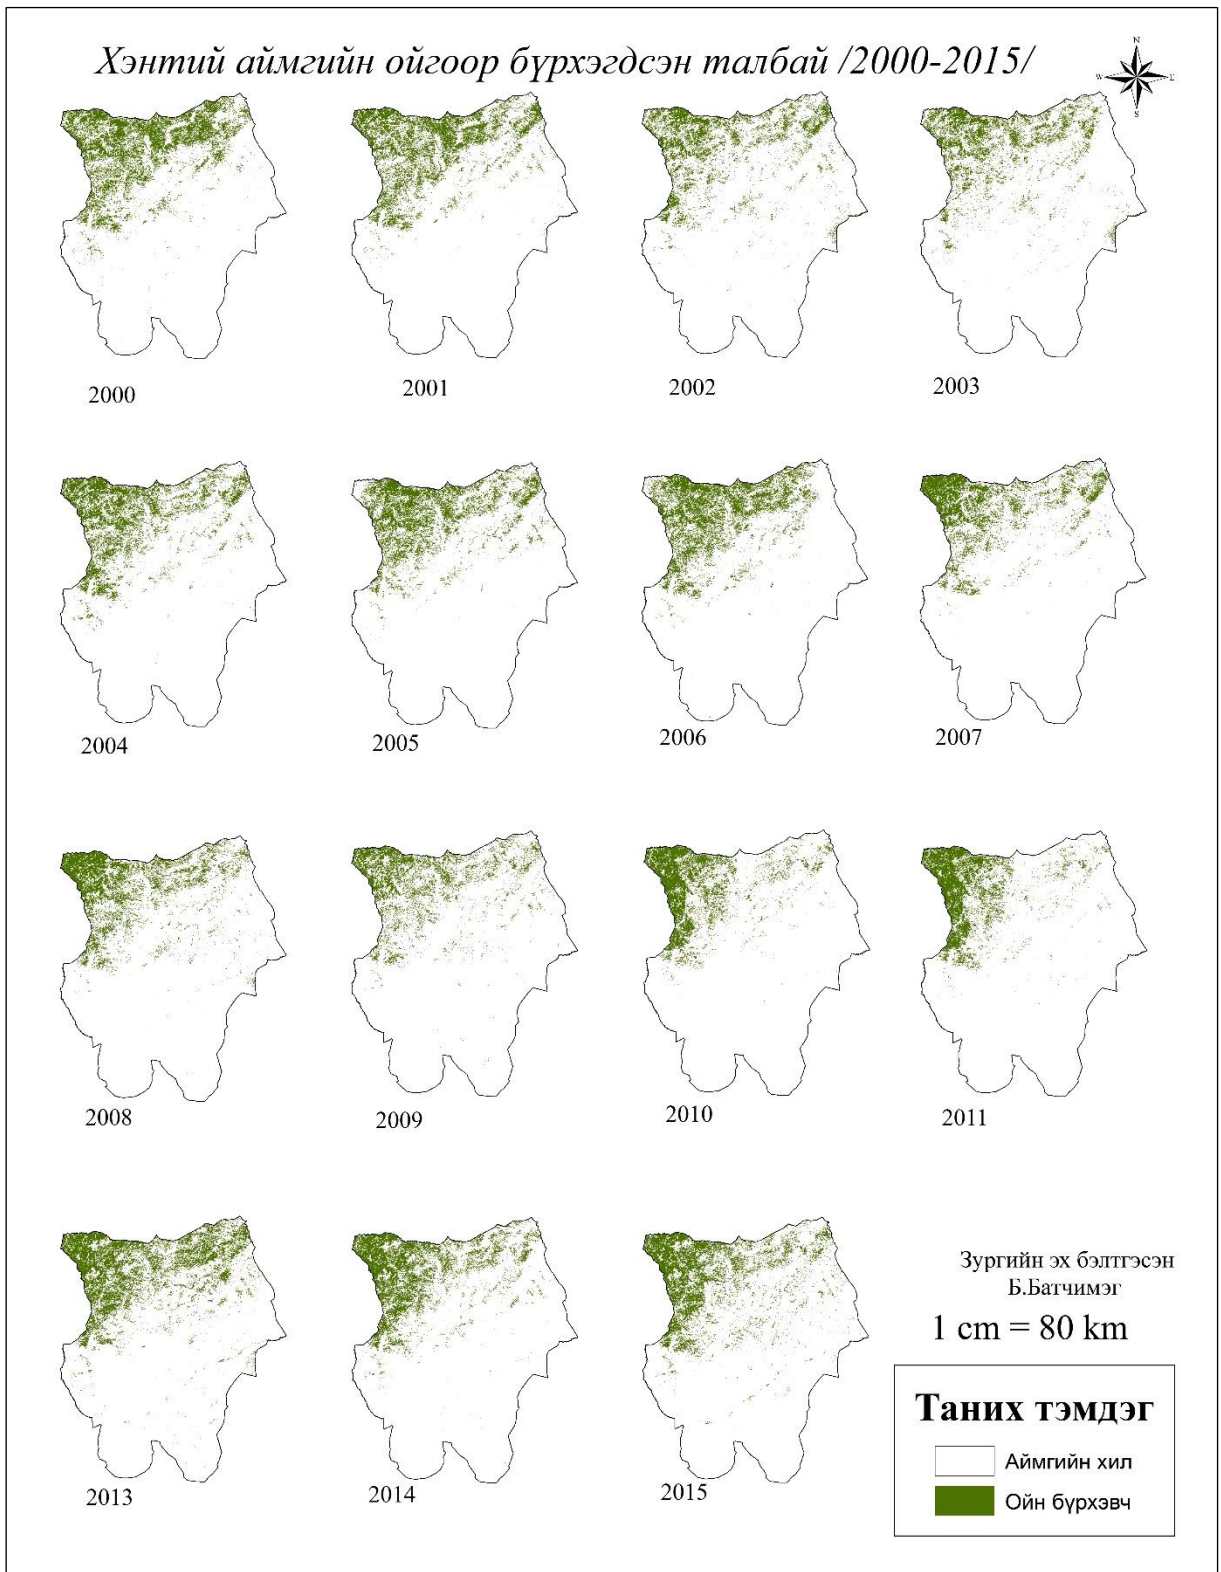 Хэнтий аймгийн ойгоор бүрхэгдсэн талбай /2000-2015/
N
W E
S
2000
2001
2002
2003
2004
2005
2006
2007
2008
2009
2010
2011
2013
2014
2015
Зургийн эх бэлтгэсэн
Б.Батчимэг
1 cm = 80 km
Таних тэмдэг
Аймгийн хил
Ойн бүрхэвч